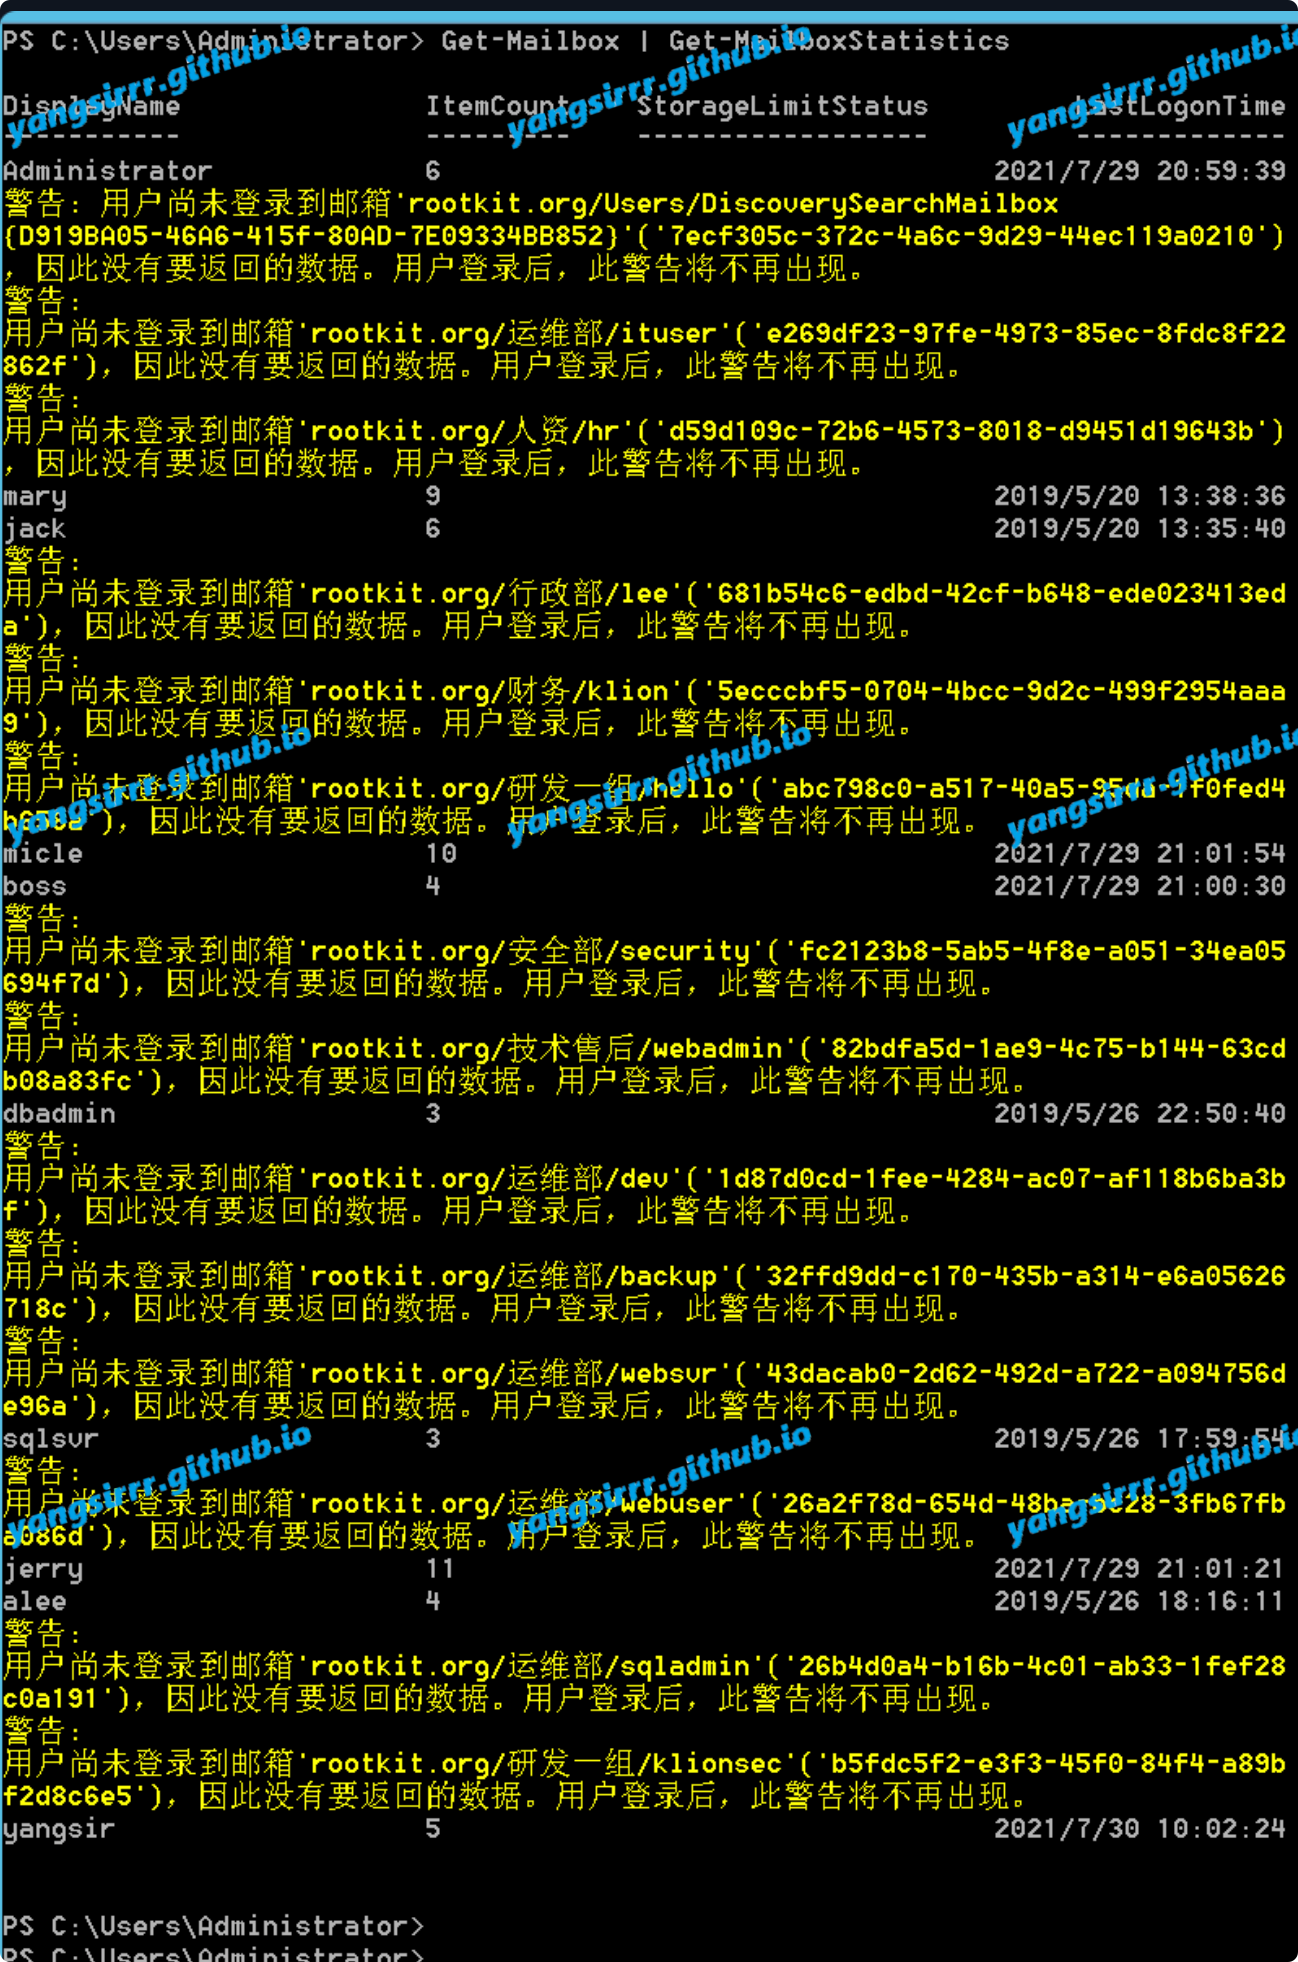 PS C:\Users\Administrator> Get-Mailbox | Get-MailboxStatistics
DisplayName ItemCount StorageLimitStatus LastLogonTime
----------- --------- ------------------ -------------
Administrator 6 2021/7/29 20:59:39
警告: 用户尚未登录到邮箱'rootkit.org/Users/DiscoverySearchMailbox
{D919BA05-46A6-415f-80AD-7E09334BB852}'('7ecf305c-372c-4a6c-9d29-44ec119a0210')
，因此没有要返回的数据。用户登录后，此警告将不再出现。
警告:
用户尚未登录到邮箱'rootkit.org/运维部/ituser'('e269df23-97fe-4973-85ec-8fdc8f22
862f')，因此没有要返回的数据。用户登录后，此警告将不再出现。
警告:
用户尚未登录到邮箱'rootkit.org/人资/hr'('d59d109c-72b6-4573-8018-d9451d19643b')
，因此没有要返回的数据。用户登录后，此警告将不再出现。
mary 9 2019/5/20 13:38:36
jack 6 2019/5/20 13:35:40
警告:
用户尚未登录到邮箱'rootkit.org/行政部/lee'('681b54c6-edbd-42cf-b648-ede023413ed
a')，因此没有要返回的数据。用户登录后，此警告将不再出现。
警告:
用户尚未登录到邮箱'rootkit.org/财务/klion'('5ecccbf5-0704-4bcc-9d2c-499f2954aaa
9')，因此没有要返回的数据。用户登录后，此警告将不再出现。
警告:
用户尚未登录到邮箱'rootkit.org/研发一组/hello'
因此没有要返回的数据。用户登录后，此警告将不再出现。
micle 10 2021/7/29 21:01:54
boss 4 2021/7/29 21:00:30
警告:
用户尚未登录到邮箱'rootkit.org/安全部/security'('fc2123b8-5ab5-4f8e-a051-34ea05
694f7d')，因此没有要返回的数据。用户登录后，此警告将不再出现。
警告:
用户尚未登录到邮箱'rootkit.org/技术售后/webadmin'('82bdfa5d-1ae9-4c75-b144-63cd
b08a83fc')，因此没有要返回的数据。用户登录后，此警告将不再出现。
dbadmin 3 2019/5/26 22:50:40
警告:
用户尚未登录到邮箱'rootkit.org/运维部/dev'('1d87d0cd-1fee-4284-ac07-af118b6ba3b
f')，因此没有要返回的数据。用户登录后，此警告将不再出现。
警告:
用户尚未登录到邮箱'rootkit.org/运维部/backup'('32ffd9dd-c170-435b-a314-e6a05626
718c')，因此没有要返回的数据。用户登录后，此警告将不再出现。
警告:
用户尚未登录到邮箱'rootkit.org/运维部/websvr'('43dacab0-2d62-492d-a722-a094756d
e96a')，因此没有要返回的数据。用户登录后，此警告将不再出现。
sqlsvr 3 2019/5/26 17:59:54
警告:
用户尚未登录到邮箱'rootkit.org/运维部/webuser'
因此没有要返回的数据。用户登录后，此警告将不再出现。
jerry 11 2021/7/29 21:01:21
alee 4 2019/5/26 18:16:11
警告:
用户尚未登录到邮箱'rootkit.org/运维部/sqladmin'('26b4d0a4-b16b-4c01-ab33-1fef28
c0a191')，因此没有要返回的数据。用户登录后，此警告将不再出现。
警告:
用户尚未登录到邮箱'rootkit.org/研发一组/klionsec'('b5fdc5f2-e3f3-45f0-84f4-a89b
f2d8c6e5')，因此没有要返回的数据。用户登录后，此警告将不再出现。
yangsir 5 2021/7/30 10:02:24
PS C:\Users\Administrator>
PS C:\Users\Administrator>
yangsirrr.github.io
yangsirrr.github.io
yangsirrr.github.io
yangsirrr.github.io
yangsirrr.github.io
yangsirrr.github.io
yangsirrr.github.io
yangsirrr.github.io
yangsirrr.github.io